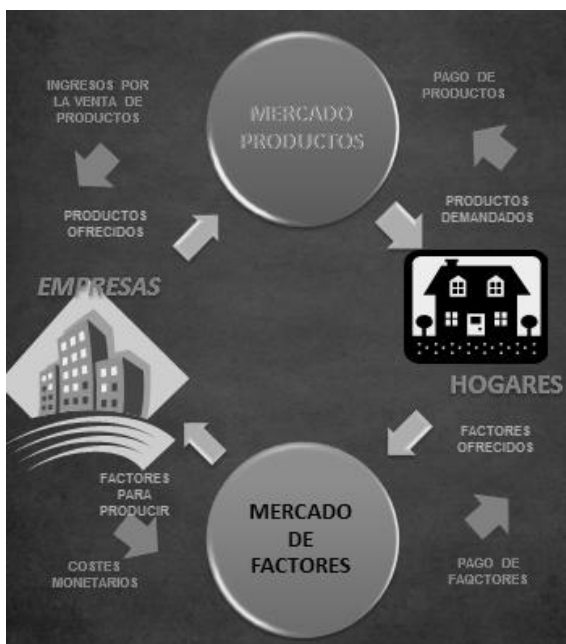 INGRESOS POR
LA VENTA DE
PRODUCTOS
MERCADO
PRODUCTOS
PAGO DE
PRODUCTOS
PRODUCTOS
OFRECIDOS
PRODUCTOS
DEMANDADOS
EMPRESAS
HOGARES
FACTORES
OFRECIDOS
FACTORES
PARA
PRODUCIR
MERCADO
DE
FACTORES
COSTES
MONETARIOS
PAGO DE
FAQCTORES